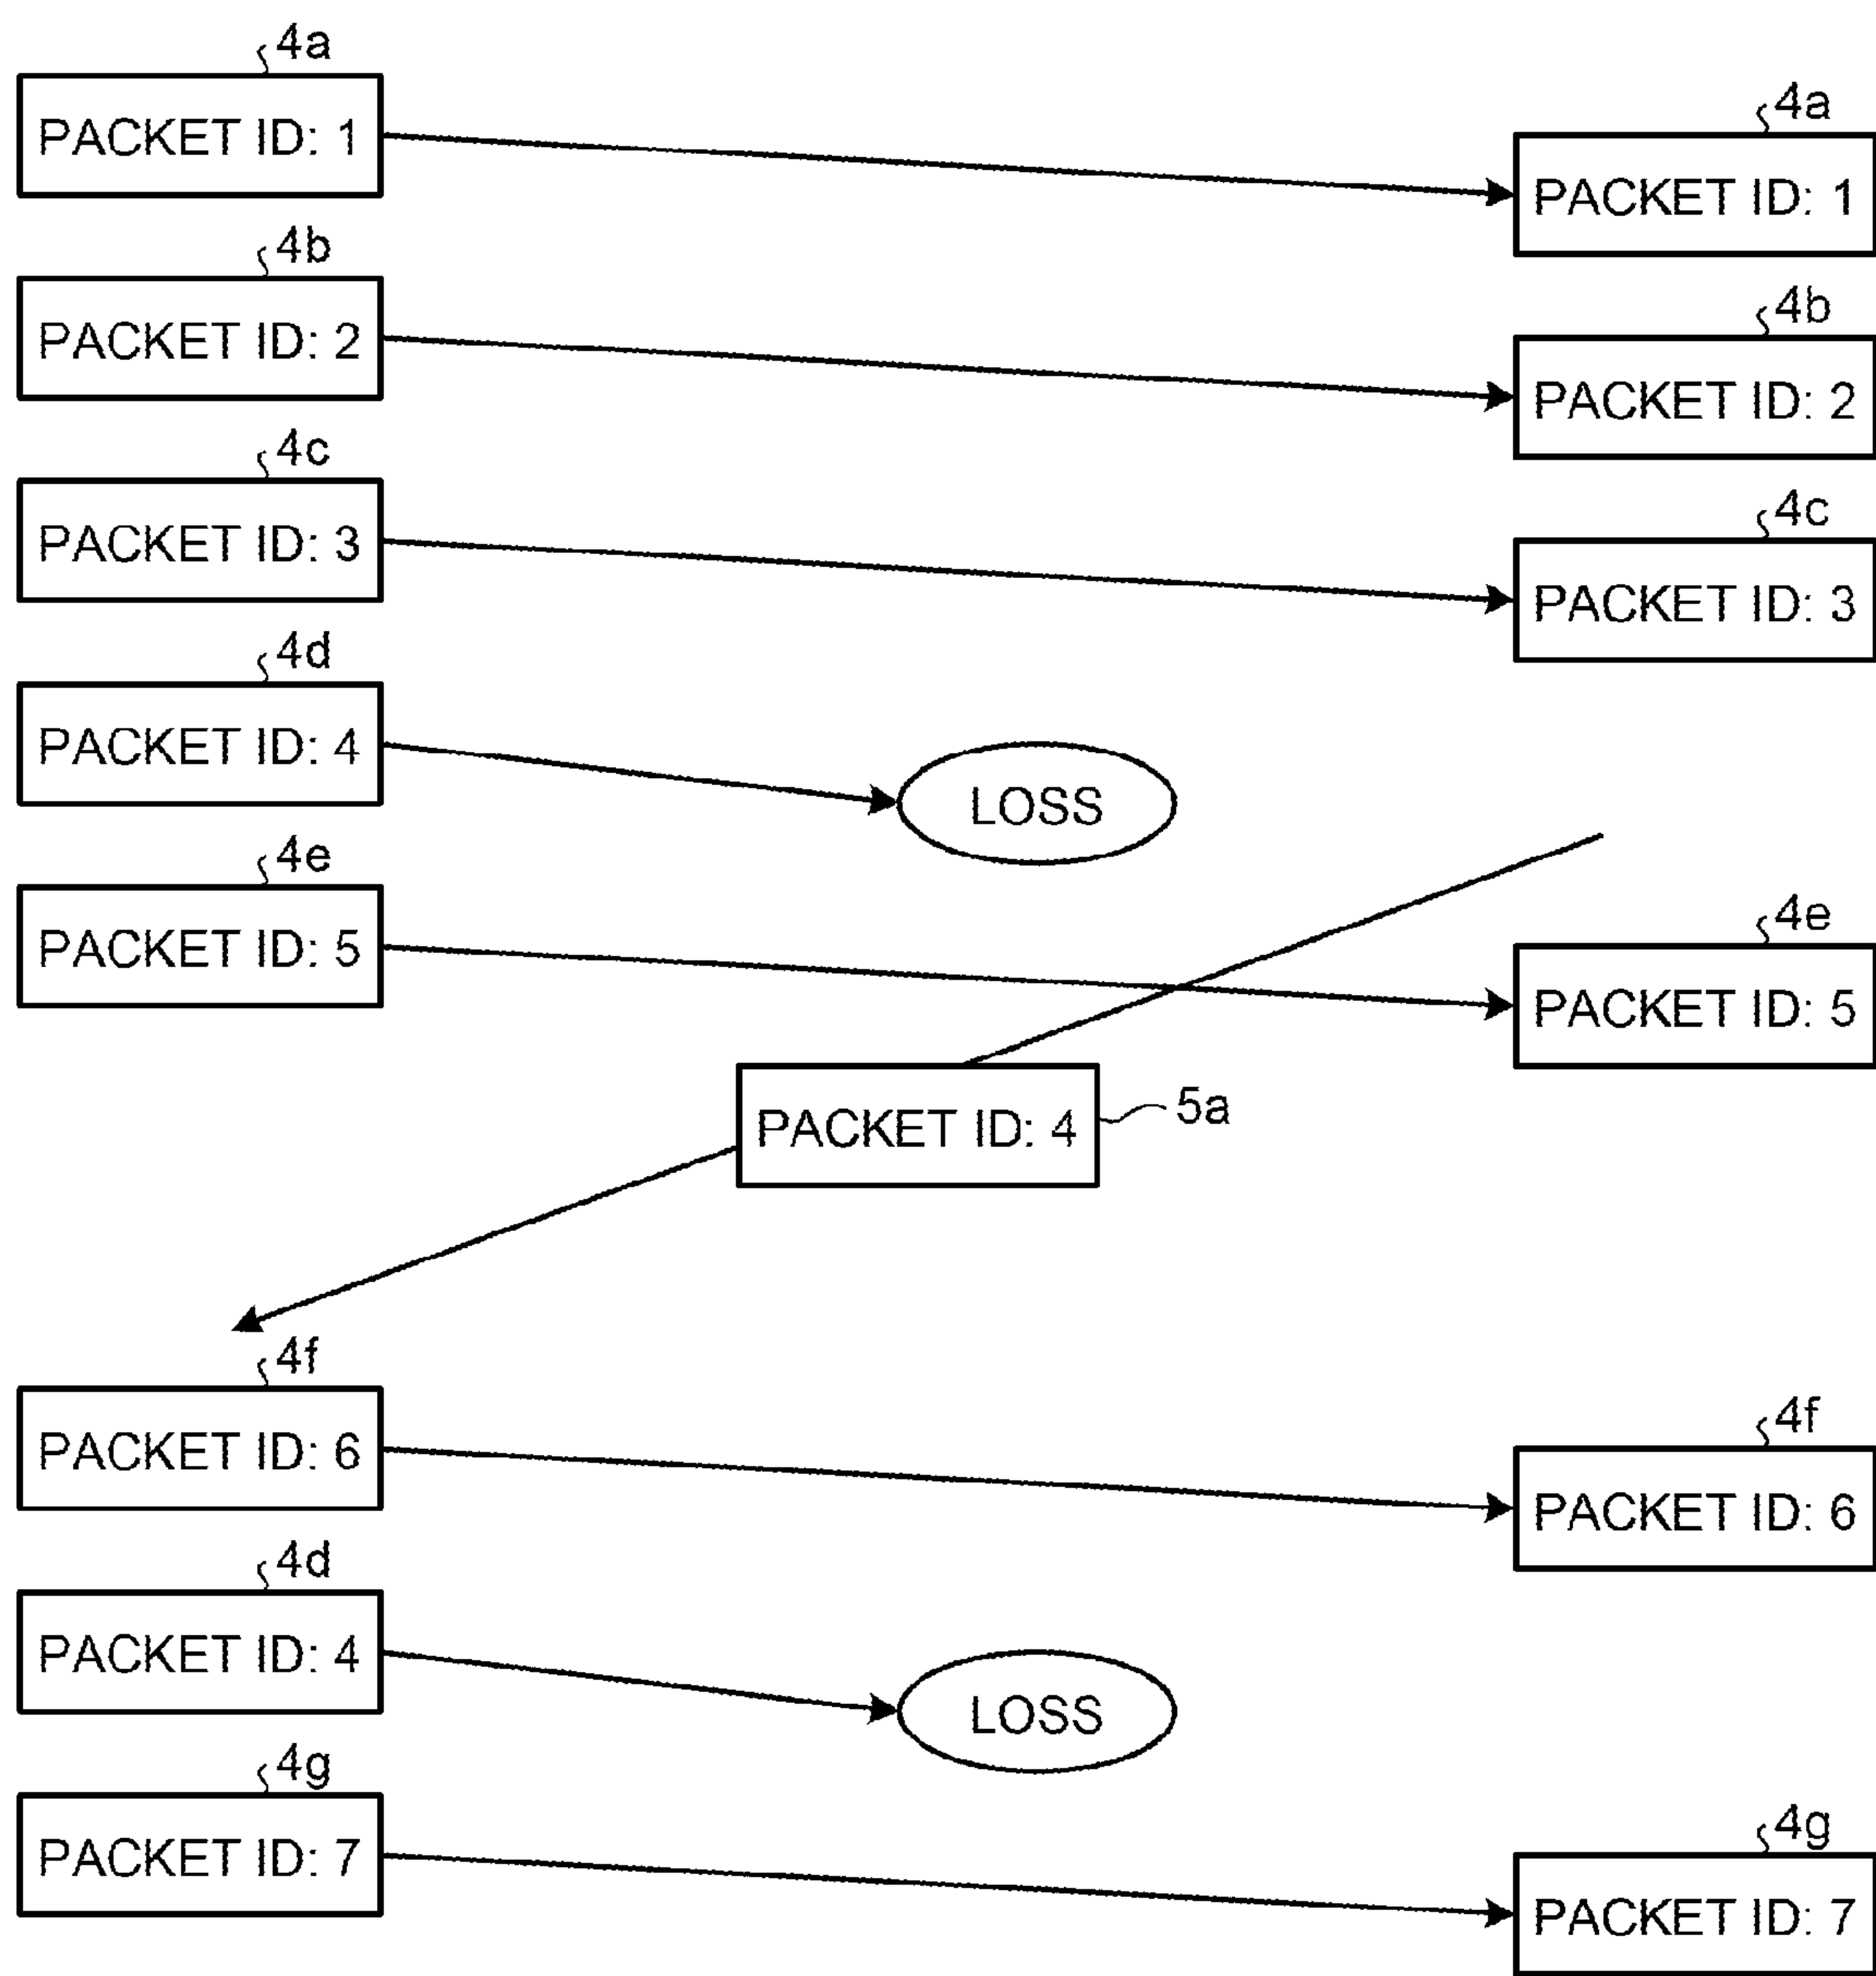 4a
PACKET ID: 1
4a
PACKET ID: 1
4b
PACKET ID: 2
4b
PACKET ID: 2
4c
PACKET ID: 3
4c
PACKET ID: 3
4d
PACKET ID: 4
LOSS
4e
PACKET ID: 5
4e
PACKET ID: 5
PACKET ID: 4
5a
4f
PACKET ID: 6
4f
PACKET ID: 6
4d
PACKET ID: 4
LOSS
4g
PACKET ID: 7
4g
PACKET ID: 7